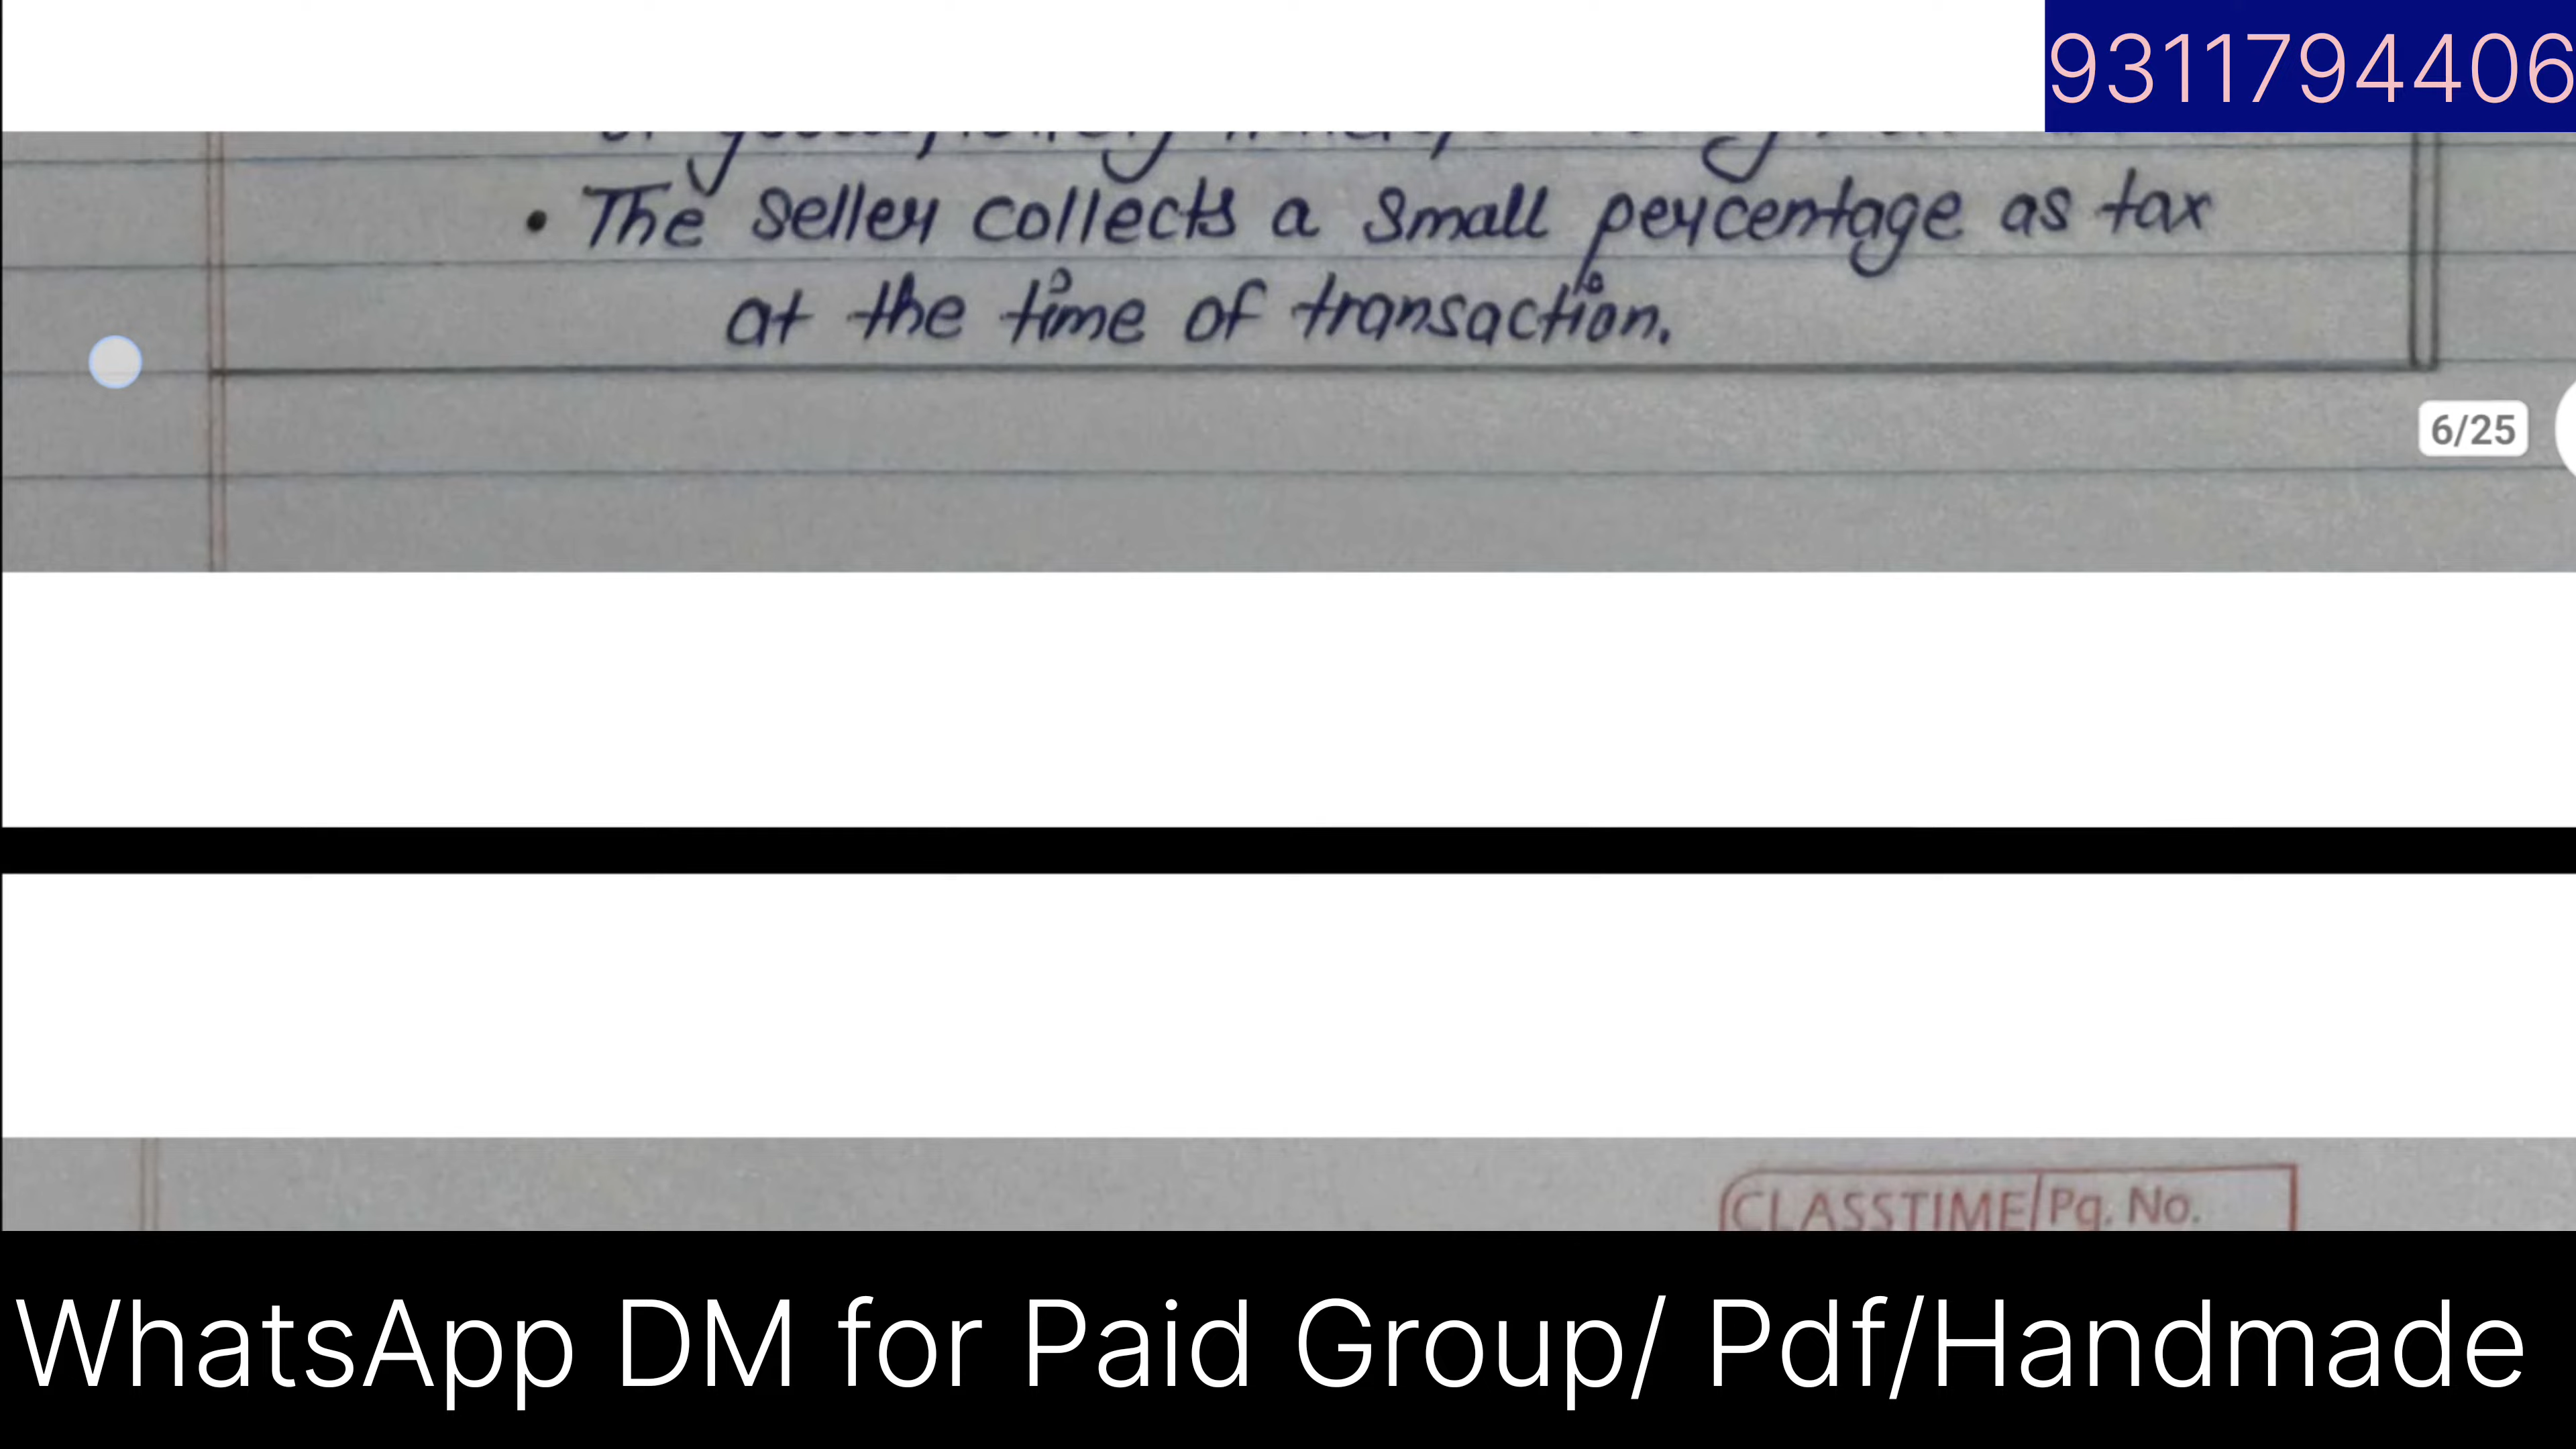 9311794406
• The seller collects a small percentage as tax
at the time of transaction.
6/25
CLASSTIME Pg. No.
WhatsApp DM for Paid Group/ Pdf/Handmade